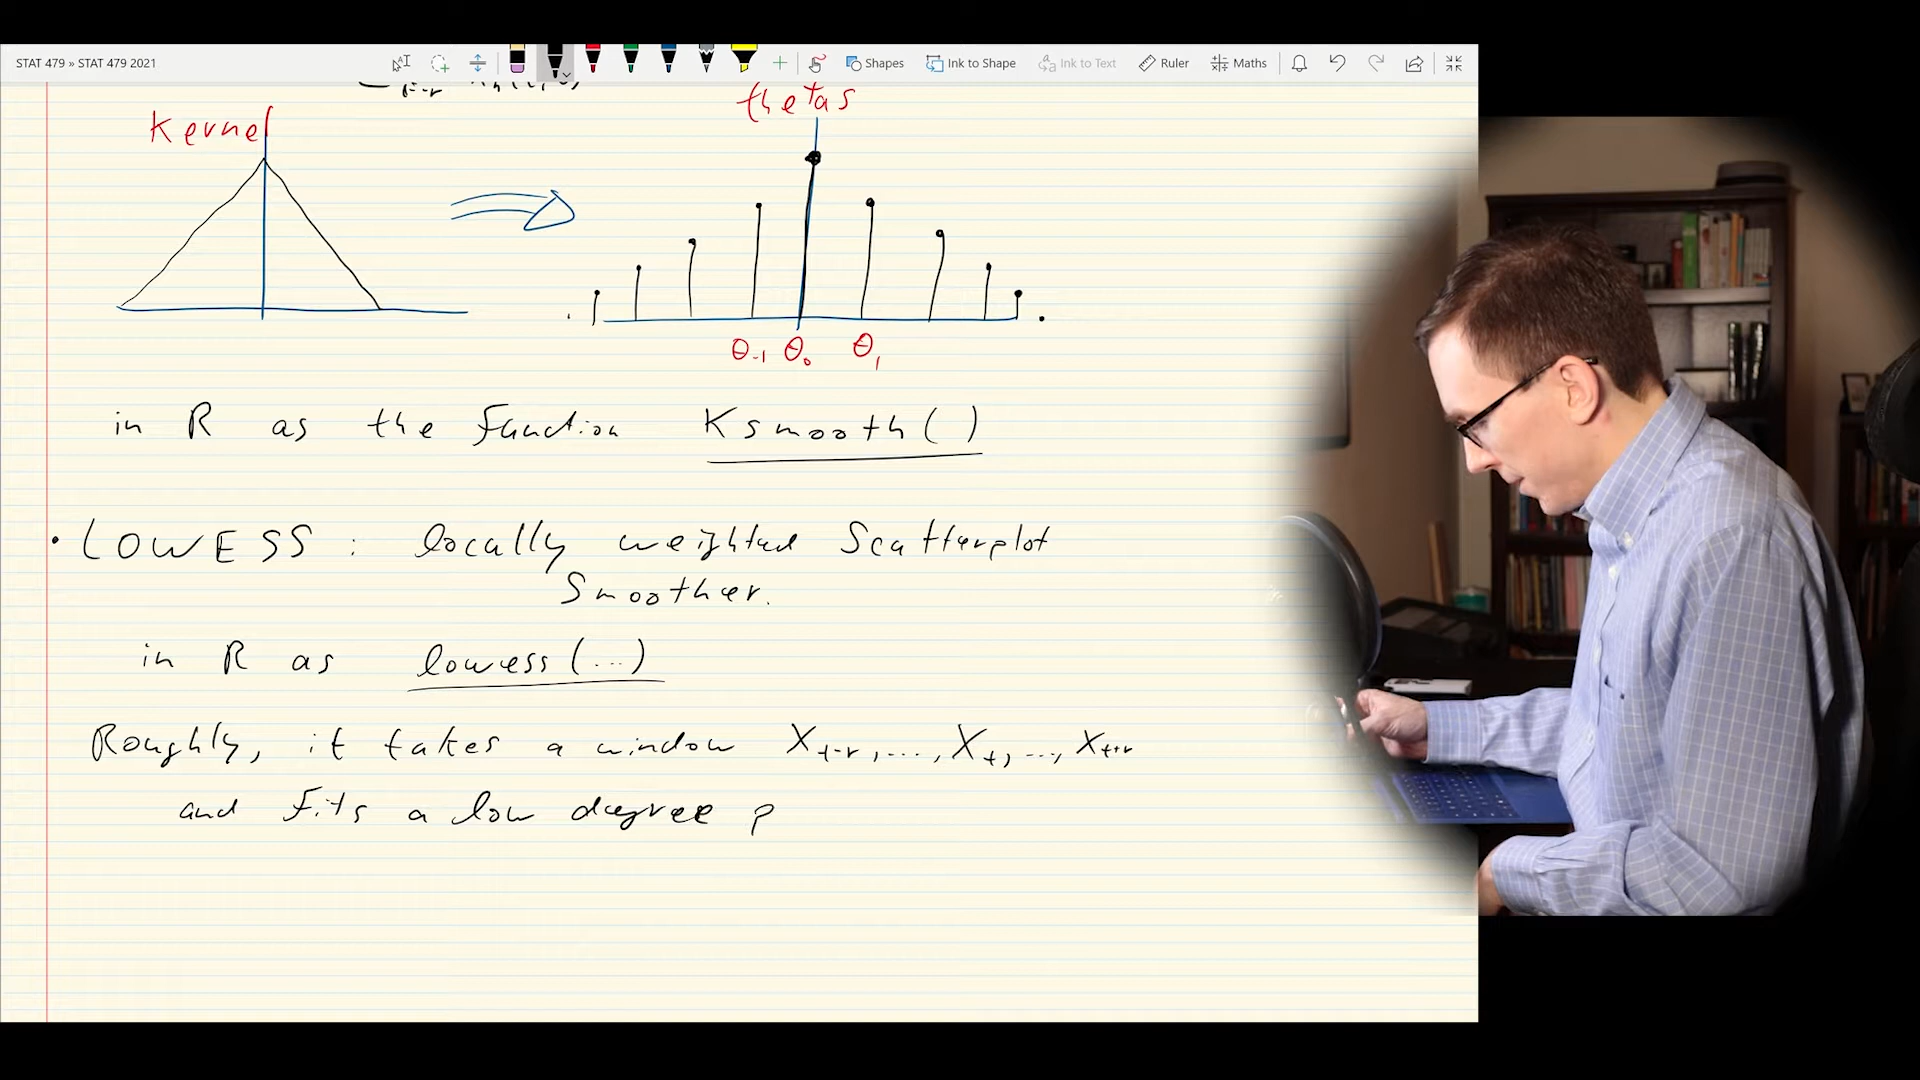 STAT 479 » STAT 479 2021
Shapes Ink to Shape Ink to Text Ruler Maths
Kernel
thetas
θ-1 θ0 θ1
in R as the function Ksmooth( )
• LOWESS : locally weighted Scatterplot
Smoother.
in R as lowess(...)
Roughly, it takes a window Xt-r, ..., Xt, ..., Xt+r
and fits a low degree p